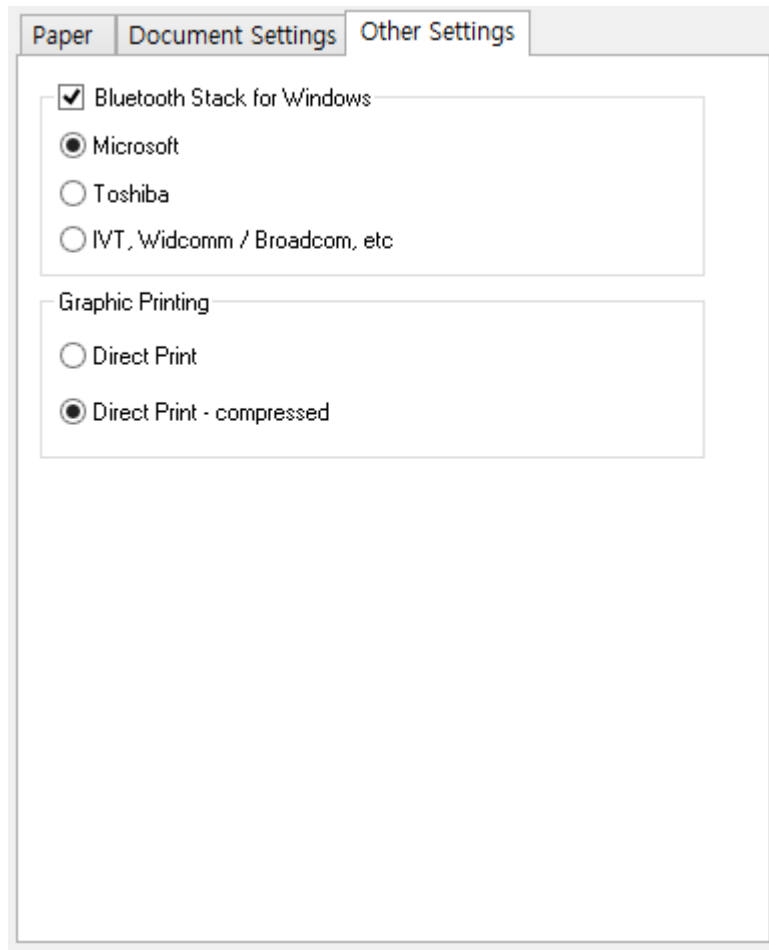 Paper Document Settings Other Settings
Bluetooth Stack for Windows
Microsoft
Toshiba
IVT, Widcomm / Broadcom, etc
Graphic Printing
Direct Print
Direct Print - compressed